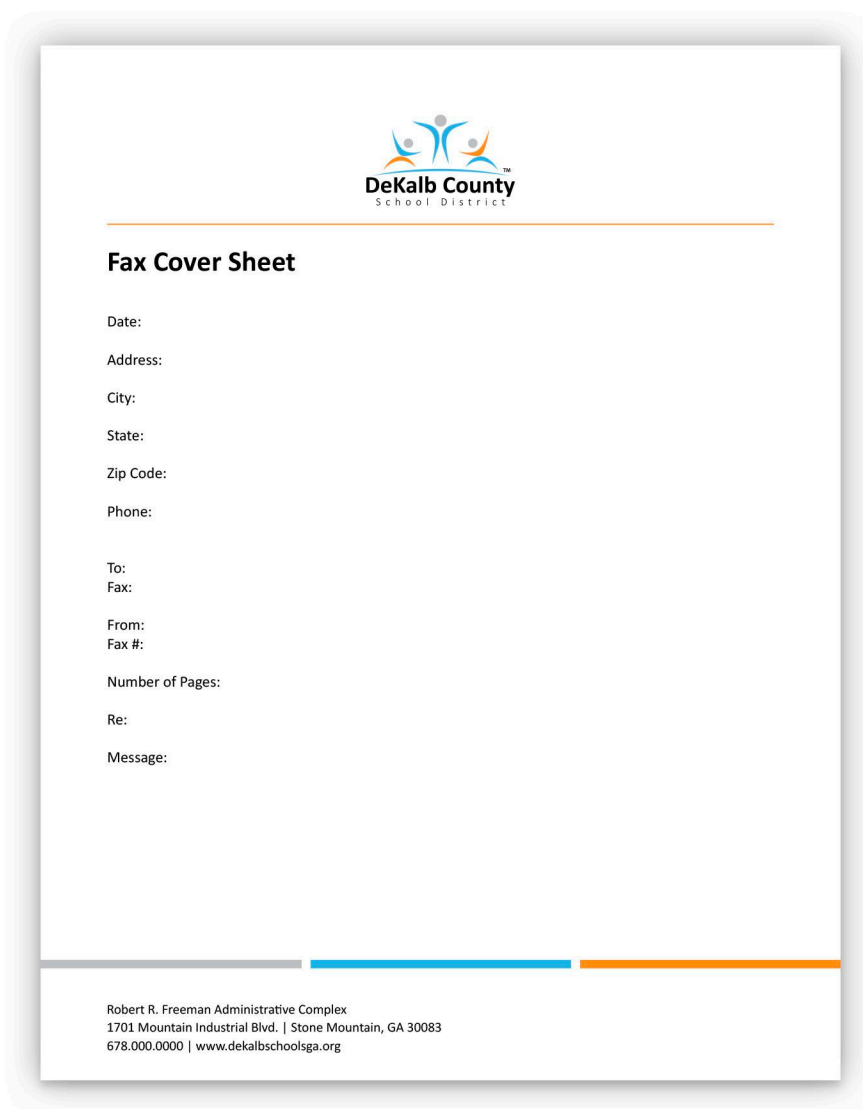 TM
DeKalb County
School District
Fax Cover Sheet
Date:
Address:
City:
State:
Zip Code:
Phone:
To:
Fax:
From:
Fax #:
Number of Pages:
Re:
Message:
Robert R. Freeman Administrative Complex
1701 Mountain Industrial Blvd. | Stone Mountain, GA 30083
678.000.0000 | www.dekalbschoolsga.org